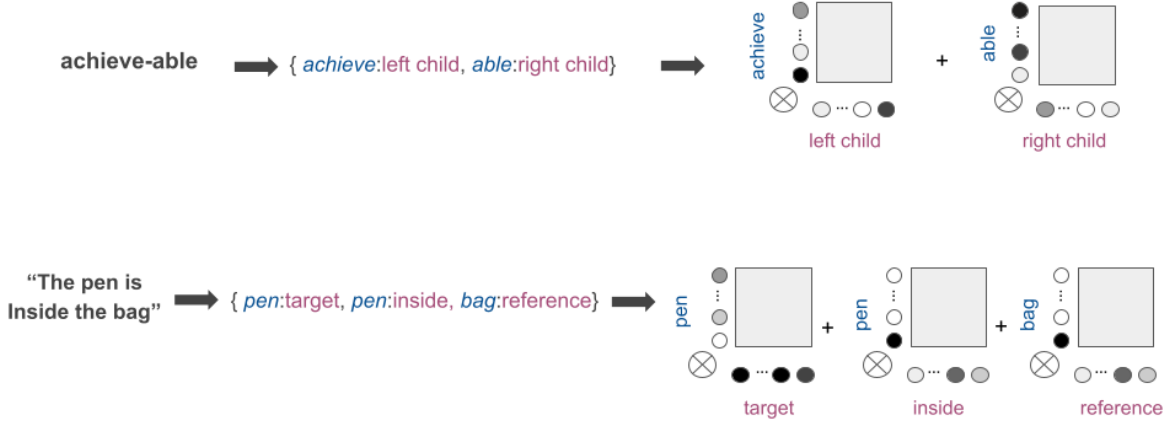 achieve-able
{ achieve:left child, able:right child}
achieve
...
...
left child
+
able
...
...
right child
“The pen is
Inside the bag”
{ pen:target, pen:inside, bag:reference}
pen
...
...
target
+
pen
...
...
inside
+
bag
...
...
reference